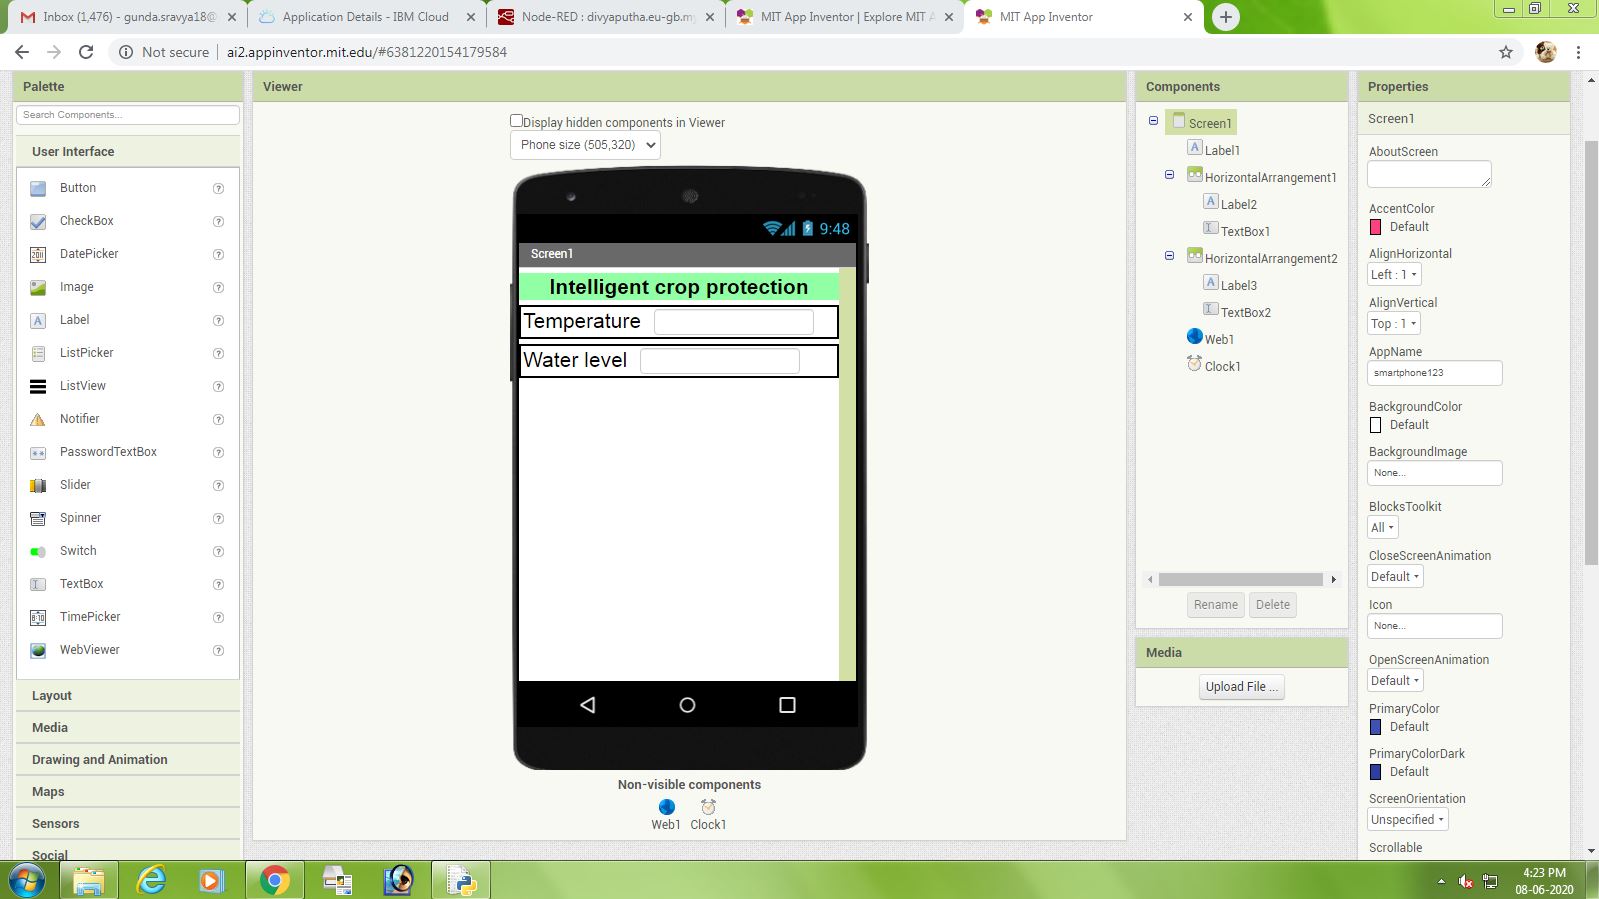 Inbox (1,476) - gunda.sravya18@
Application Details - IBM Cloud
Node-RED : divyaputha.eu-gb.my
MIT App Inventor | Explore MIT A
MIT App Inventor
Not secure
ai2.appinventor.mit.edu/#6381220154179584
Palette
Search Components...
User Interface
Button
CheckBox
DatePicker
Image
Label
ListPicker
ListView
Notifier
PasswordTextBox
Slider
Spinner
Switch
TextBox
TimePicker
WebViewer
Layout
Media
Drawing and Animation
Maps
Sensors
Social
Viewer
Display hidden components in Viewer
Phone size (505,320)
9:48
Screen1
Intelligent crop protection
Temperature
Water level
Non-visible components
Web1 Clock1
Components
Screen1
Label1
HorizontalArrangement1
Label2
TextBox1
HorizontalArrangement2
Label3
TextBox2
Web1
Clock1
Rename Delete
Media
Upload File ...
Properties
Screen1
AboutScreen
AccentColor
Default
AlignHorizontal
Left : 1
AlignVertical
Top : 1
AppName
smartphone123
BackgroundColor
Default
BackgroundImage
None...
BlocksToolkit
All
CloseScreenAnimation
Default
Icon
None...
OpenScreenAnimation
Default
PrimaryColor
Default
PrimaryColorDark
Default
ScreenOrientation
Unspecified
Scrollable
4:23 PM
08-06-2020